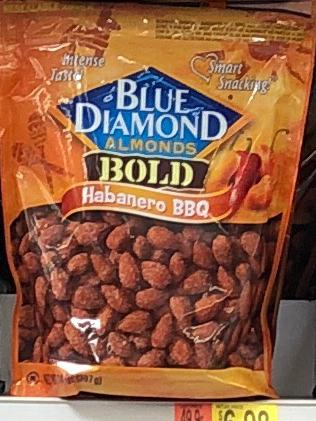 Intense
Taste!
Smart
Snacking!
BLUE
DIAMOND
ALMONDS
BOLD
Habanero BBQ